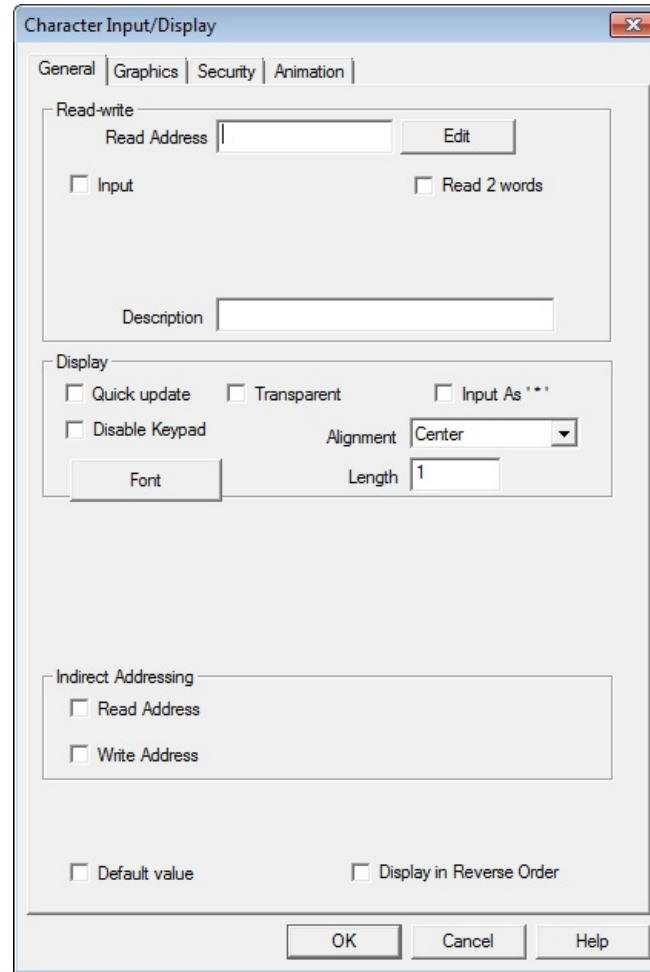 Character Input/Display
General Graphics Security Animation
Read-write
Read Address Edit
Input Read 2 words
Description
Display
Quick update Transparent Input As '*'
Disable Keypad Alignment Center
Font Length 1
Indirect Addressing
Read Address
Write Address
Default value Display in Reverse Order
OK Cancel Help